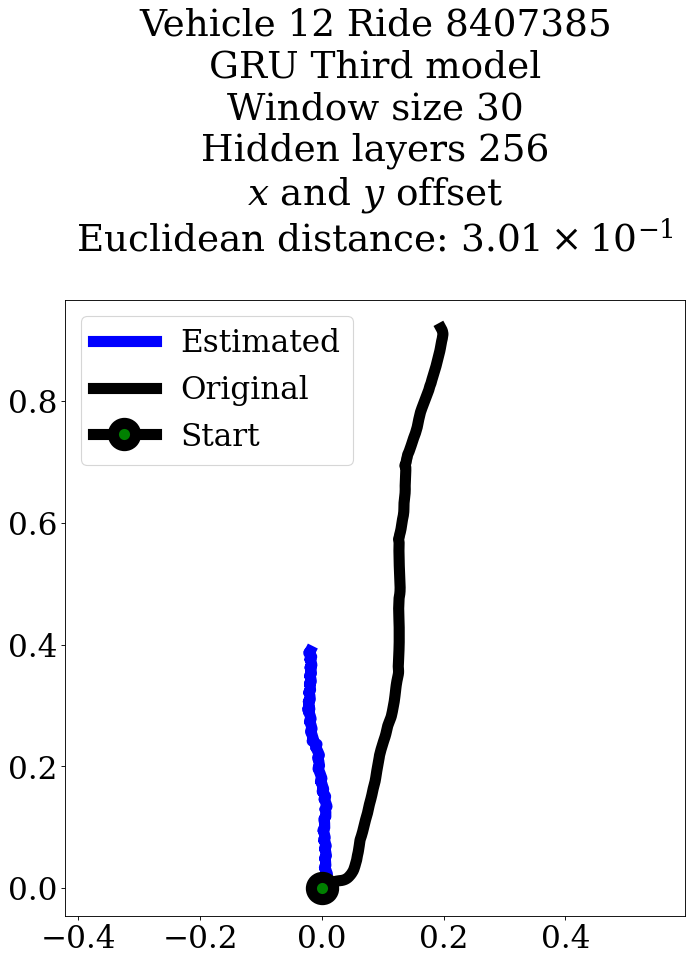 Vehicle 12 Ride 8407385
GRU Third model
Window size 30
Hidden layers 256
x and y offset
Euclidean distance: 3.01 × 10⁻¹
Estimated
Original
Start
0.8
0.6
0.4
0.2
0.0
−0.4 −0.2 0.0 0.2 0.4